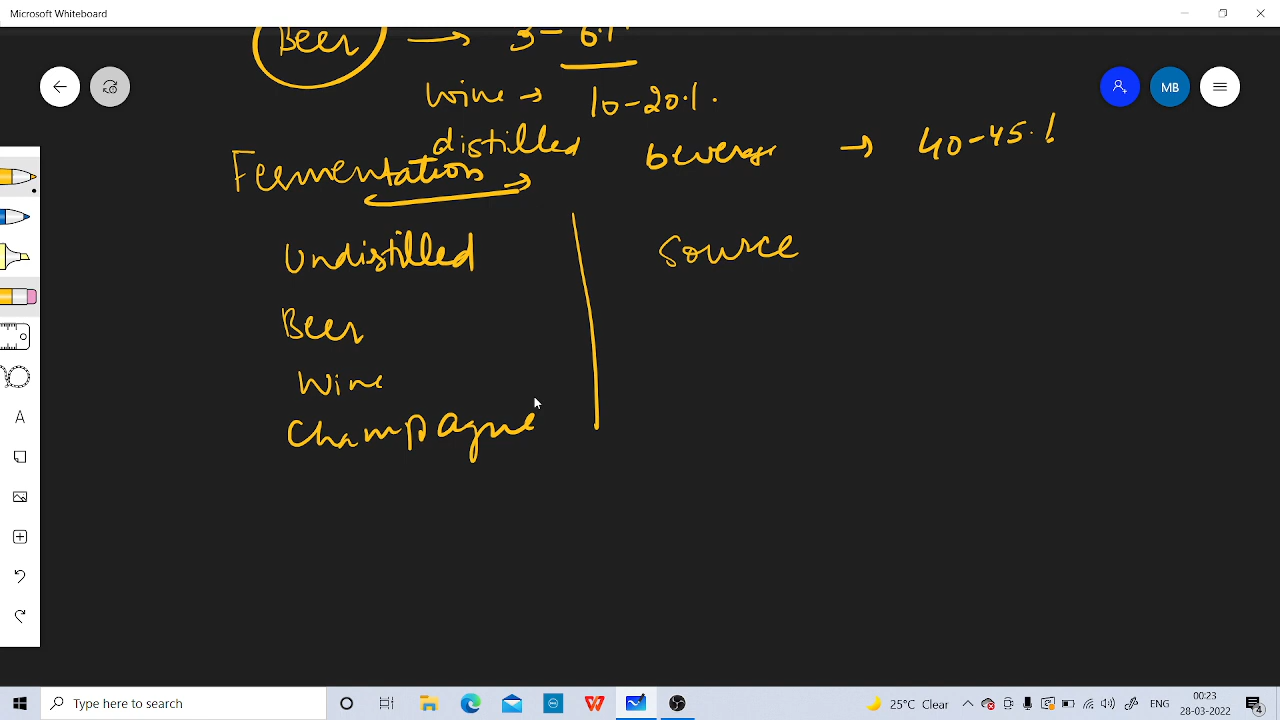 Microsoft Whiteboard
Beer → 3 - 6%
wine → 10-20%.
distilled beverage → 40-45%
Fermentation →
Undistilled
Source
Beer
Wine
Champagne
MB
A
Type here to search
25°C Clear
ENG
00:23
28-03-2022
4